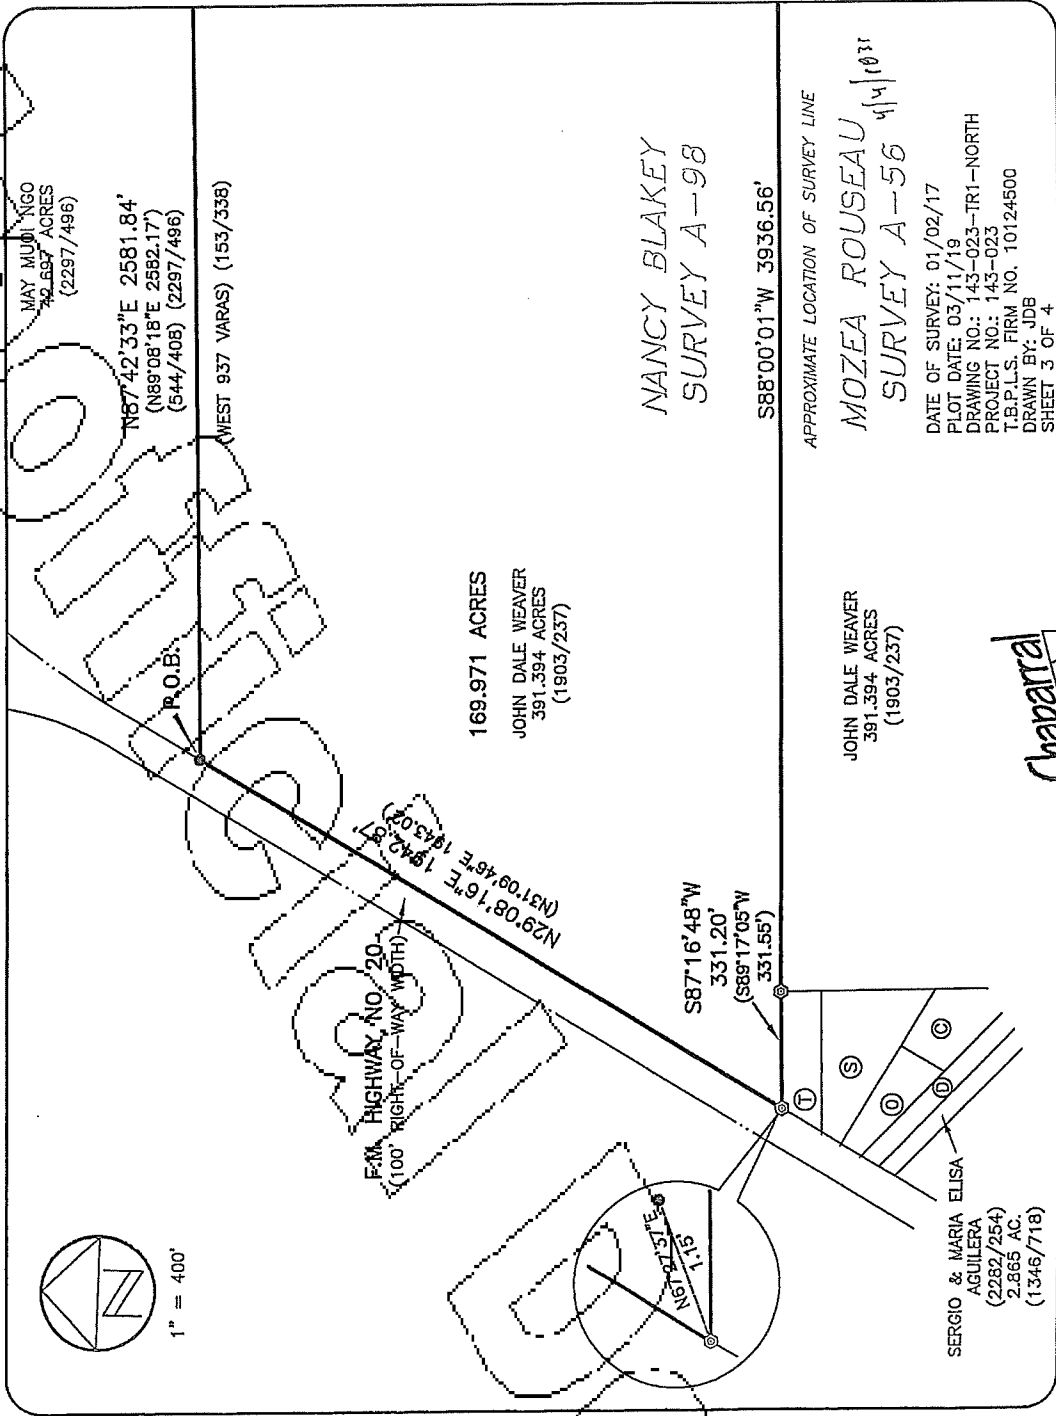 1" = 400'
MAY MUOI NGO
42.697 ACRES
(2297/496)
N87°42'33"E 2581.84'
(N89°08'18"E 2582.17')
(544/408) (2297/496)
(WEST 937 VARAS) (153/338)
P.O.B.
F.M. HIGHWAY NO. 20
(100' RIGHT-OF-WAY WIDTH)
N29°08'16"E 1942.87'
(N31°09'46"E 1943.02')
169.971 ACRES
JOHN DALE WEAVER
391.394 ACRES
(1903/237)
NANCY BLAKEY
SURVEY A-98
N67°27'37"E
1.15'
S87°16'48"W
331.20'
(S89°17'05"W
331.55')
S88°00'01"W 3936.56'
APPROXIMATE LOCATION OF SURVEY LINE
MOZEA ROUSEAU
SURVEY A-56
T
S
O
C
D
SERGIO & MARIA ELISA
AGUILERA
(2282/254)
2.865 AC.
(1346/718)
JOHN DALE WEAVER
391.394 ACRES
(1903/237)
DATE OF SURVEY: 01/02/17
PLOT DATE: 03/11/19
DRAWING NO.: 143-023-TR1-NORTH
PROJECT NO.: 143-023
T.B.P.L.S. FIRM NO. 10124500
DRAWN BY: JDB
SHEET 3 OF 4
Chaparral